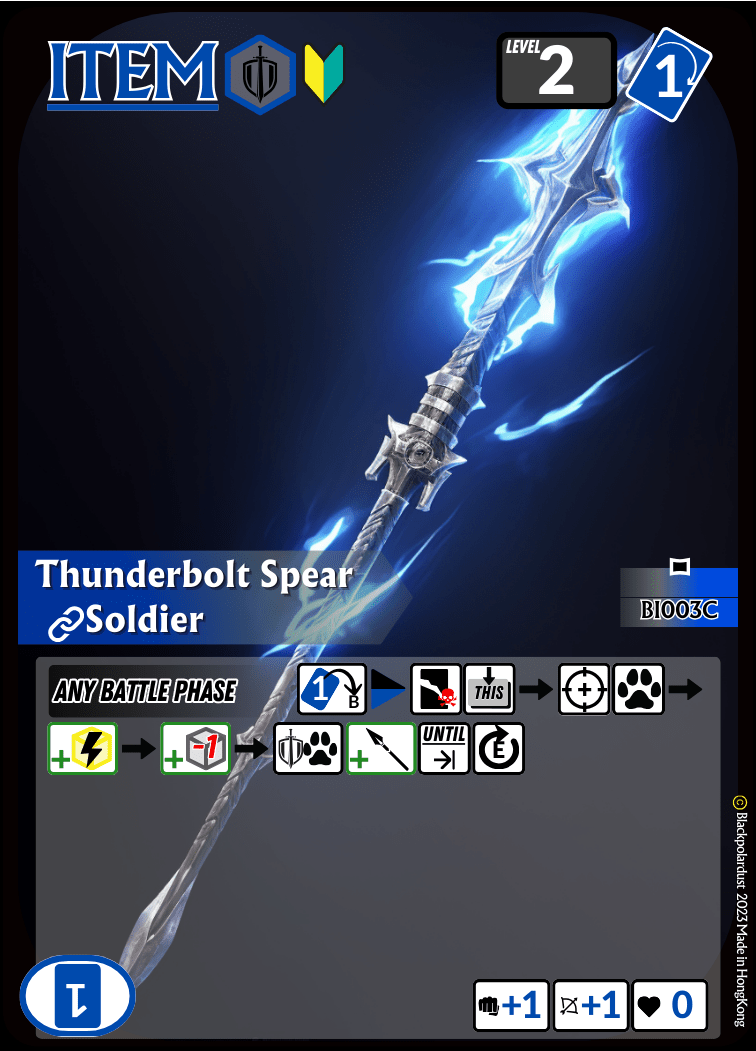 ITEM
LEVEL 2
1
Thunderbolt Spear
Soldier
BI003C
ANY BATTLE PHASE
1 B
THIS
+
+ -1
+
UNTIL
E
1
+1
+1
0
© Blackpolardust 2023 Made in HongKong